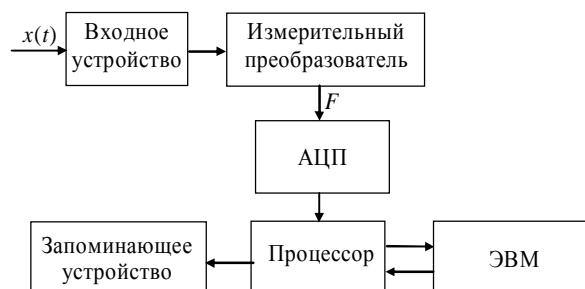 x(t)
Входное
устройство
Измерительный
преобразователь
F
АЦП
Запоминающее
устройство
Процессор
ЭВМ